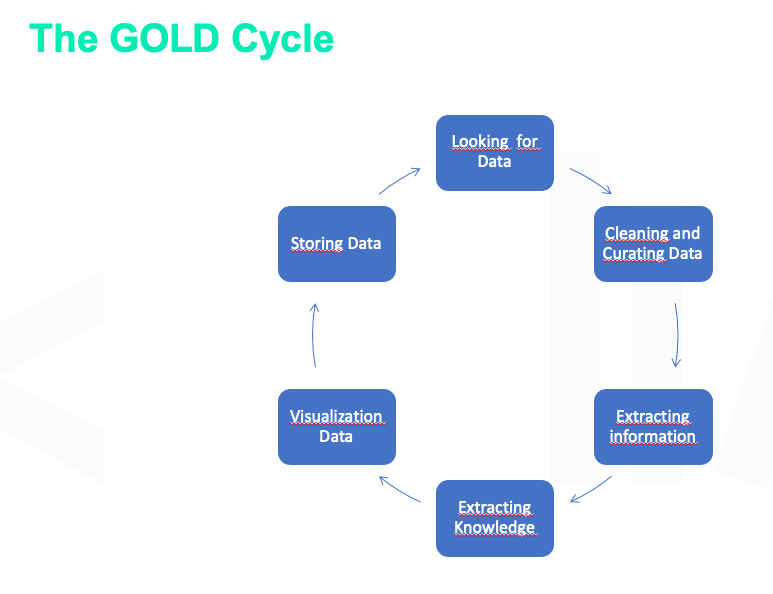 The GOLD Cycle
Looking for
Data
Cleaning and
Curating Data
Extracting
information
Extracting
Knowledge
Visualization
Data
Storing Data